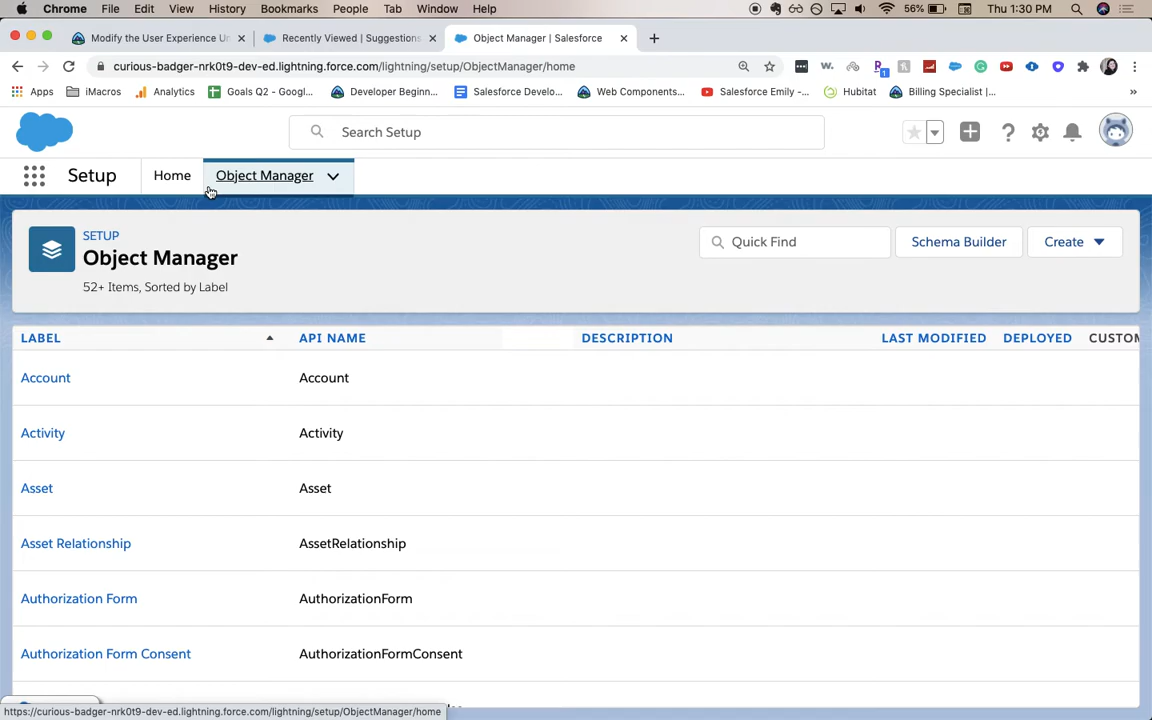 Chrome File Edit View History Bookmarks People Tab Window Help 56% Thu 1:30 PM
Modify the User Experience U
Recently Viewed | Suggestions
Object Manager | Salesforce
curious-badger-nrk0t9-dev-ed.lightning.force.com/lightning/setup/ObjectManager/home
Apps iMacros Analytics Goals Q2 - Googl... Developer Beginn... Salesforce Develo... Web Components... Salesforce Emily -... Hubitat Billing Specialist |... »
Search Setup
Setup Home Object Manager
SETUP
Object Manager
52+ Items, Sorted by Label
Quick Find
Schema Builder
Create
LABEL API NAME DESCRIPTION LAST MODIFIED DEPLOYED CUSTOM
Account Account
Activity Activity
Asset Asset
Asset Relationship AssetRelationship
Authorization Form AuthorizationForm
Authorization Form Consent AuthorizationFormConsent
https://curious-badger-nrk0t9-dev-ed.lightning.force.com/lightning/setup/ObjectManager/home